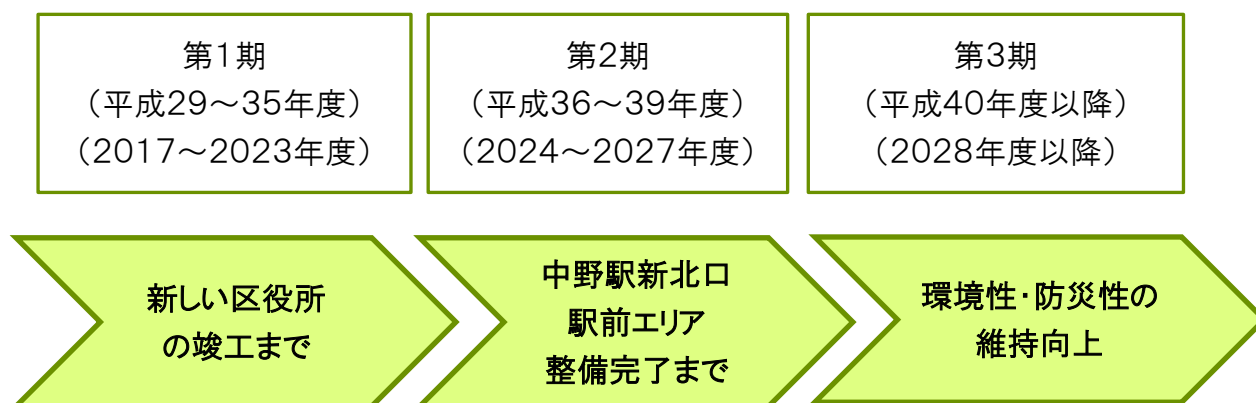 第1期
（平成29～35年度）
（2017～2023年度）
第2期
（平成36～39年度）
（2024～2027年度）
第3期
（平成40年度以降）
（2028年度以降）
新しい区役所
の竣工まで
中野駅新北口
駅前エリア
整備完了まで
環境性・防災性の
維持向上